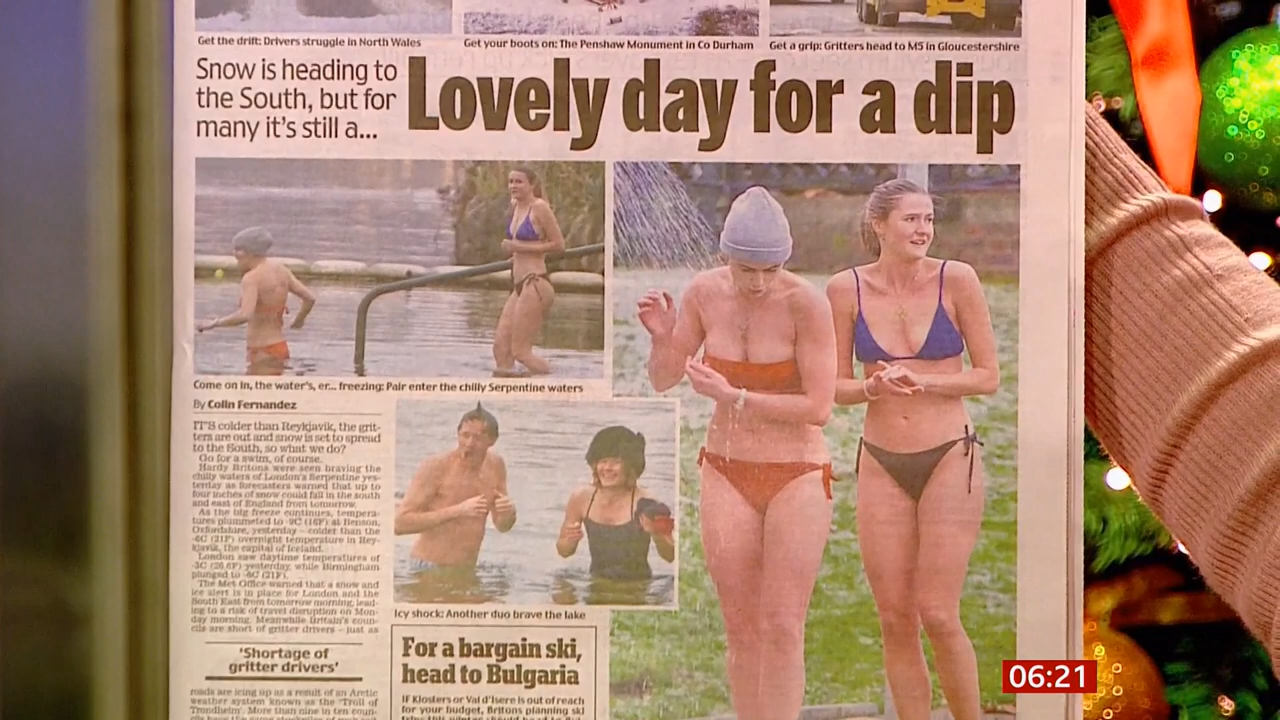 Get the drift: Drivers struggle in North Wales
Get your boots on: The Penshaw Monument in Co Durham
Get a grip: Gritters head to M5 in Gloucestershire
Snow is heading to
the South, but for
many it's still a...
Lovely day for a dip
Come on in, the water's, er... freezing: Pair enter the chilly Serpentine waters
By Colin Fernandez
IT'S colder than Reykjavik, the grit-
ters are out and snow is set to spread
to the South, so what we do?
Go for a swim, of course.
Hardy Britons were seen braving the
chilly waters of London's Serpentine yes-
terday as forecasters warned that up to
four inches of snow could fall in the south
and east of England from tomorrow.
As the big freeze continues, tempera-
tures plummeted to -9C (16F) at Benson,
Oxfordshire, yesterday – colder than the
-6C (21F) overnight temperature in Rey-
kjavik, the capital of Iceland.
London saw daytime temperatures of
-3C (26.6F) yesterday, while Birmingham
plunged to -6C (21F).
The Met Office warned that a snow and
ice alert is in place for London and the
South East from tomorrow morning, lead-
ing to a risk of travel disruption on Mon-
day morning. Meanwhile Britain's coun-
cils are short of gritter drivers – just as
'Shortage of
gritter drivers'
roads are icing up as a result of an Arctic
weather system known as the 'Troll of
Trondheim'. More than nine in ten coun-
Icy shock: Another duo brave the lake
For a bargain ski,
head to Bulgaria
IF Klosters or Val d'Isere is out of reach
for your budget, Britons planning ski
06:21